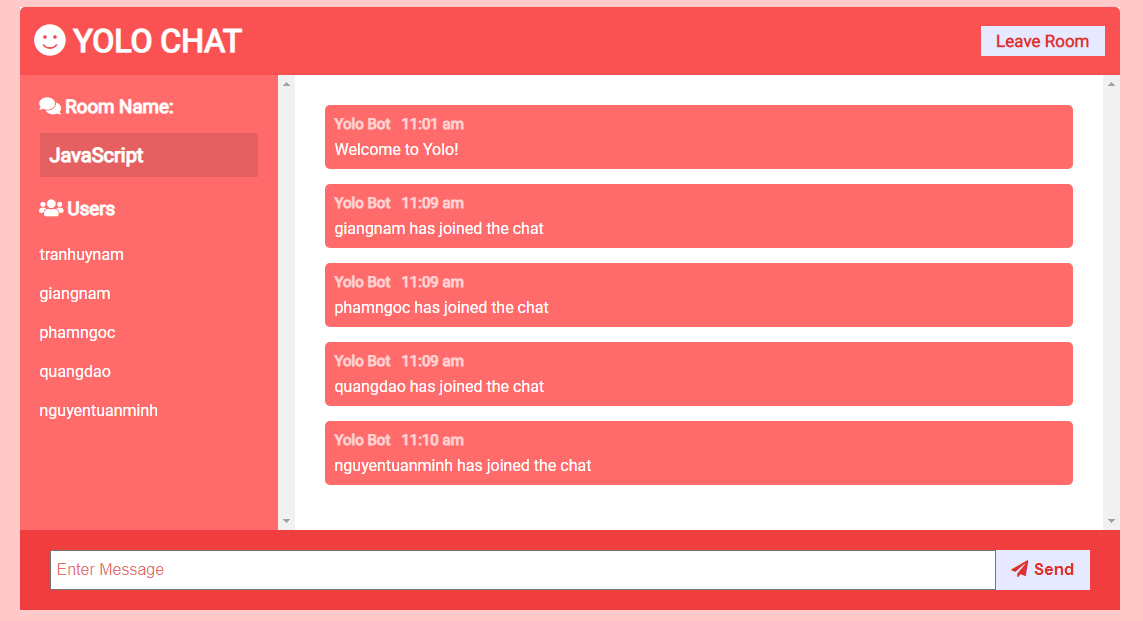 YOLO CHAT
Leave Room
Room Name:
JavaScript
Users
tranhuynam
giangnam
phamngoc
quangdao
nguyentuanminh
Yolo Bot 11:01 am
Welcome to Yolo!
Yolo Bot 11:09 am
giangnam has joined the chat
Yolo Bot 11:09 am
phamngoc has joined the chat
Yolo Bot 11:09 am
quangdao has joined the chat
Yolo Bot 11:10 am
nguyentuanminh has joined the chat
Enter Message
Send